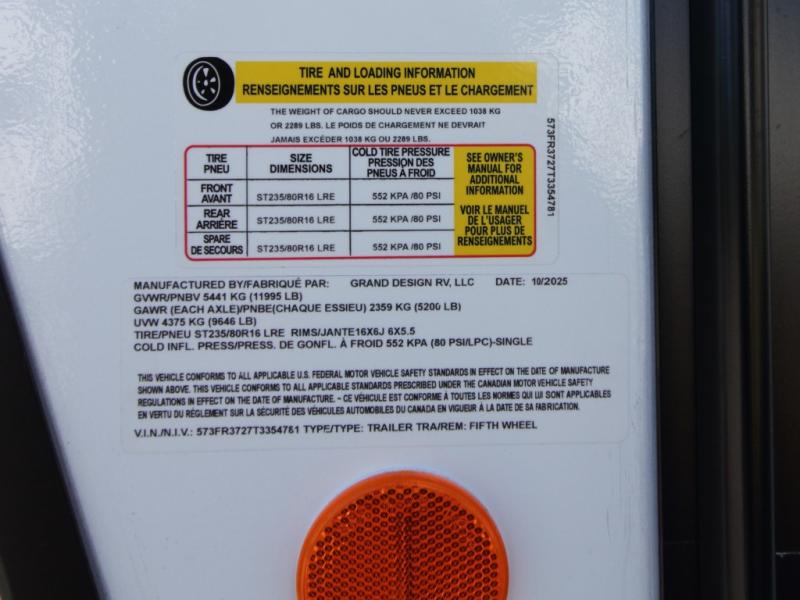 TIRE AND LOADING INFORMATION
RENSEIGNEMENTS SUR LES PNEUS ET LE CHARGEMENT
THE WEIGHT OF CARGO SHOULD NEVER EXCEED 1038 KG
OR 2289 LBS. LE POIDS DE CHARGEMENT NE DEVRAIT
JAMAIS EXCÉDER 1038 KG OU 2289 LBS.
TIRE PNEU SIZE DIMENSIONS COLD TIRE PRESSURE PRESSION DES PNEUS À FROID
FRONT AVANT ST235/80R16 LRE 552 KPA /80 PSI
REAR ARRIÈRE ST235/80R16 LRE 552 KPA /80 PSI
SPARE DE SECOURS ST235/80R16 LRE 552 KPA /80 PSI
SEE OWNER'S
MANUAL FOR
ADDITIONAL
INFORMATION
VOIR LE MANUEL
DE L'USAGER
POUR PLUS DE
RENSEIGNEMENTS
573FR3727T3354781
MANUFACTURED BY/FABRIQUÉ PAR: GRAND DESIGN RV, LLC DATE: 10/2025
GVWR/PNBV 5441 KG (11995 LB)
GAWR (EACH AXLE)/PNBE(CHAQUE ESSIEU) 2359 KG (5200 LB)
UVW 4375 KG (9646 LB)
TIRE/PNEU ST235/80R16 LRE RIMS/JANTE16X6J 6X5.5
COLD INFL. PRESS/PRESS. DE GONFL. À FROID 552 KPA (80 PSI/LPC)-SINGLE
THIS VEHICLE CONFORMS TO ALL APPLICABLE U.S. FEDERAL MOTOR VEHICLE SAFETY STANDARDS IN EFFECT ON THE DATE OF MANUFACTURE
SHOWN ABOVE. THIS VEHICLE CONFORMS TO ALL APPLICABLE STANDARDS PRESCRIBED UNDER THE CANADIAN MOTOR VEHICLE SAFETY
REGULATIONS IN EFFECT ON THE DATE OF MANUFACTURE. - CE VÉHICULE EST CONFORME À TOUTES LES NORMES QUI LUI SONT APPLICABLES
EN VERTU DU RÈGLEMENT SUR LA SÉCURITÉ DES VÉHICULES AUTOMOBILES DU CANADA EN VIGUEUR À LA DATE DE SA FABRICATION.
V.I.N./N.I.V.: 573FR3727T3354781 TYPE/TYPE: TRAILER TRA/REM: FIFTH WHEEL